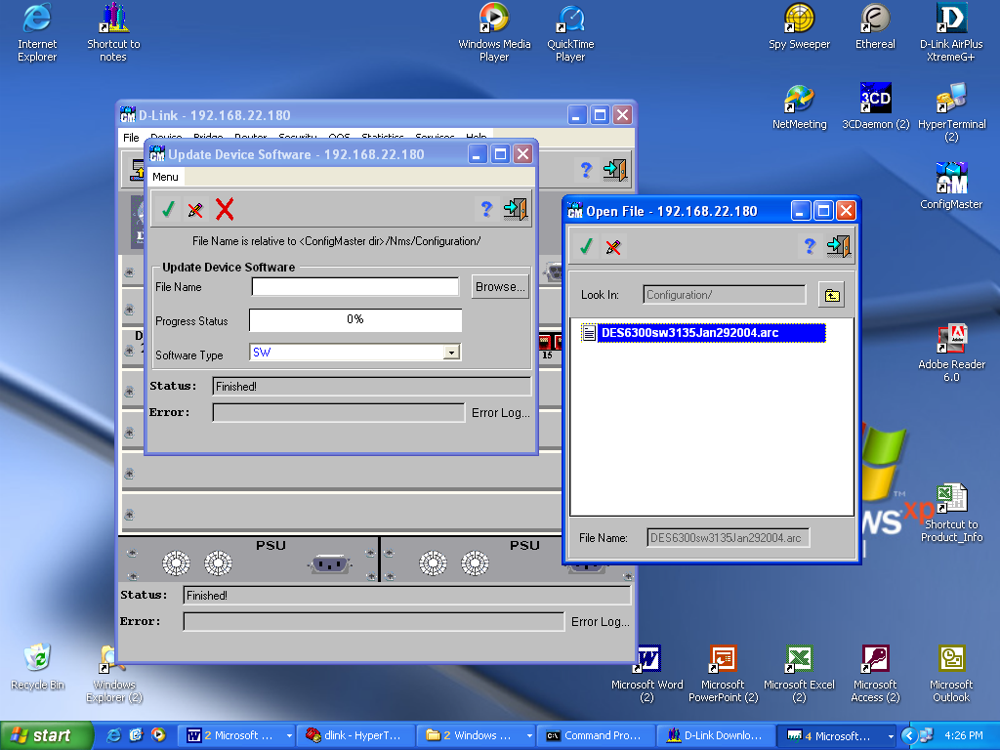 Internet
Explorer
Shortcut to
notes
Windows Media
Player
QuickTime
Player
Spy Sweeper
Ethereal
D-Link AirPlus
XtremeG+
NetMeeting
3CD
3CDaemon (2)
HyperTerminal
(2)
ConfigMaster
Adobe Reader
6.0
Shortcut to
Product_Info
D-Link - 192.168.22.180
File Device Bridge Router Security QOS Statistics Services Help
Update Device Software - 192.168.22.180
Menu
File Name is relative to <ConfigMaster dir>/Nms/Configuration/
Update Device Software
File Name
Browse...
Progress Status
0%
Software Type
SW
Status:
Finished!
Error:
Error Log...
15
Open File - 192.168.22.180
Look In:
Configuration/
DES6300sw3135Jan292004.arc
File Name:
DES6300sw3135Jan292004.arc
PSU
PSU
Status:
Finished!
Error:
Error Log...
xp
TM
Recycle Bin
Windows
Explorer (2)
Microsoft Word
(2)
Microsoft
PowerPoint (2)
Microsoft Excel
(2)
Microsoft
Access (2)
Microsoft
Outlook
start
2 Microsoft ...
dlink - HyperT...
2 Windows ...
Command Pro...
D-Link Downlo...
4 Microsoft...
4:26 PM